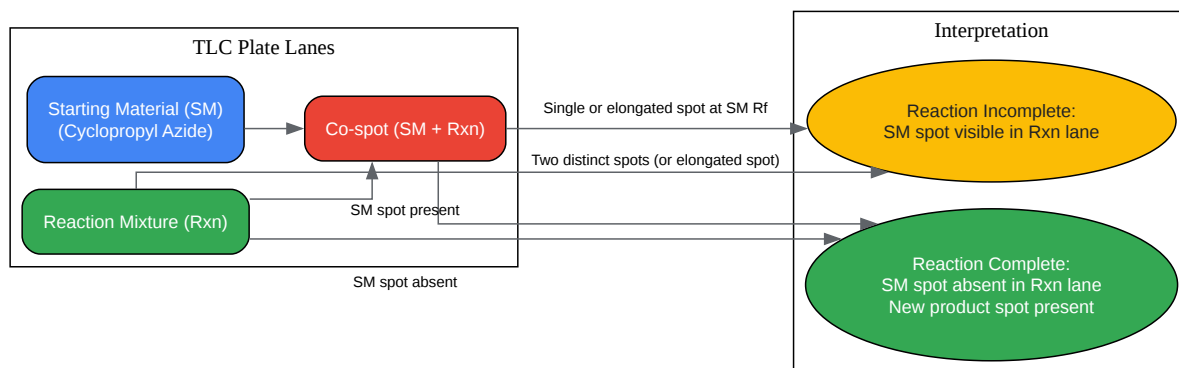 TLC Plate Lanes
Starting Material (SM)
(Cyclopropyl Azide)
Co-spot (SM + Rxn)
Reaction Mixture (Rxn)
Single or elongated spot at SM Rf
Two distinct spots (or elongated spot)
SM spot present
SM spot absent
Interpretation
Reaction Incomplete:
SM spot visible in Rxn lane
Reaction Complete:
SM spot absent in Rxn lane
New product spot present